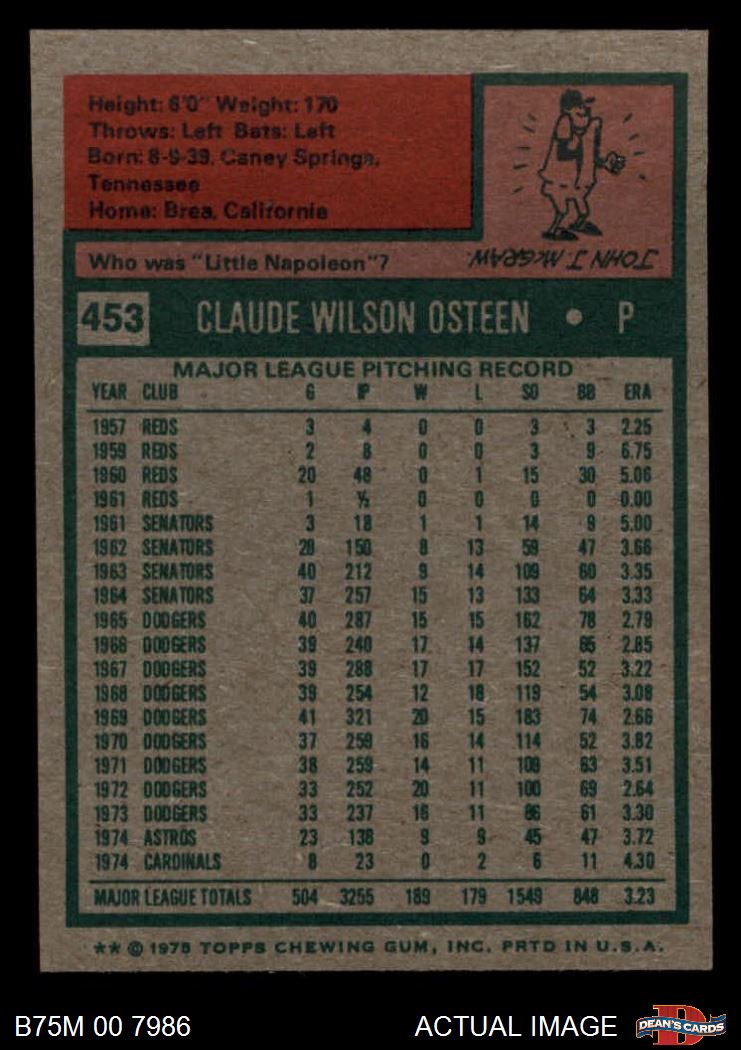 Height: 6'0" Weight: 170
Throws: Left Bats: Left
Born: 8-9-39, Caney Springs,
Tennessee
Home: Brea, California
Who was "Little Napoleon"?
JOHN J. McGRAW
453 CLAUDE WILSON OSTEEN • P
MAJOR LEAGUE PITCHING RECORD
YEAR CLUB G IP W L SO BB ERA
1957 REDS 3 4 0 0 3 3 2.25
1959 REDS 2 8 0 0 3 9 6.75
1960 REDS 20 48 0 1 15 30 5.06
1961 REDS 1 ⅓ 0 0 0 0 0.00
1961 SENATORS 3 18 1 1 14 9 5.00
1962 SENATORS 28 150 8 13 59 47 3.66
1963 SENATORS 40 212 9 14 109 60 3.35
1964 SENATORS 37 257 15 13 133 64 3.33
1965 DODGERS 40 287 15 15 162 78 2.79
1966 DODGERS 39 240 17 14 137 65 2.85
1967 DODGERS 39 288 17 17 152 52 3.22
1968 DODGERS 39 254 12 18 119 54 3.08
1969 DODGERS 41 321 20 15 183 74 2.66
1970 DODGERS 37 259 16 14 114 52 3.82
1971 DODGERS 38 259 14 11 109 63 3.51
1972 DODGERS 33 252 20 11 100 69 2.64
1973 DODGERS 33 237 16 11 86 61 3.30
1974 ASTROS 23 138 9 9 45 47 3.72
1974 CARDINALS 8 23 0 2 6 11 4.30
MAJOR LEAGUE TOTALS 504 3255 189 179 1549 848 3.23
** © 1975 TOPPS CHEWING GUM, INC. PRTD IN U.S.A.
B75M 00 7986 ACTUAL IMAGE DEAN'S CARDS